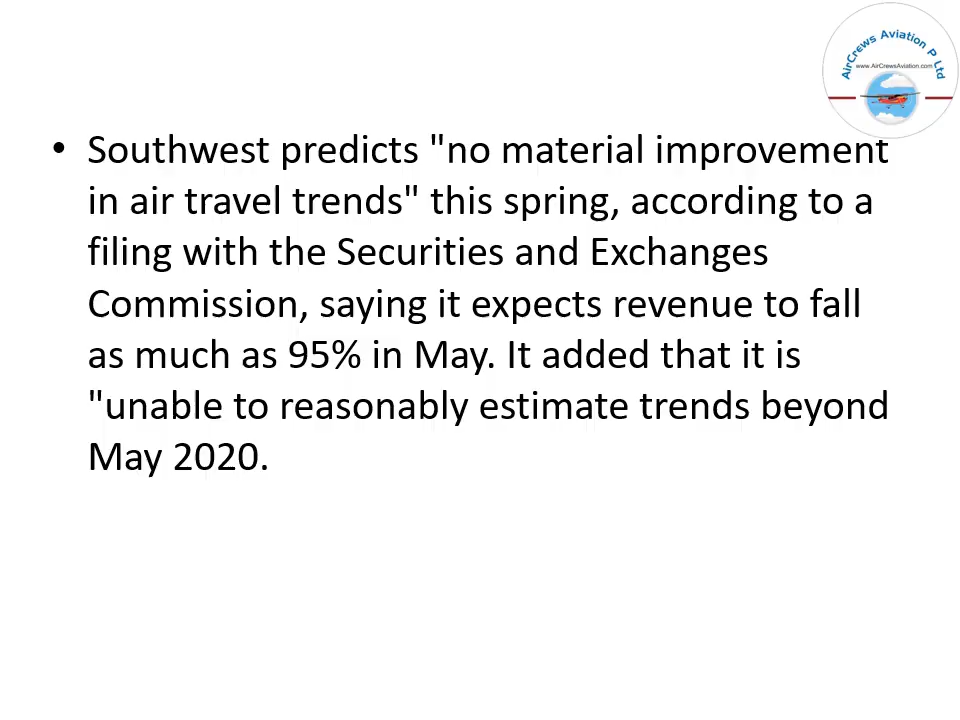 AirCrews Aviation P Ltd
www.AirCrewsAviation.com
• Southwest predicts "no material improvement
in air travel trends" this spring, according to a
filing with the Securities and Exchanges
Commission, saying it expects revenue to fall
as much as 95% in May. It added that it is
"unable to reasonably estimate trends beyond
May 2020.